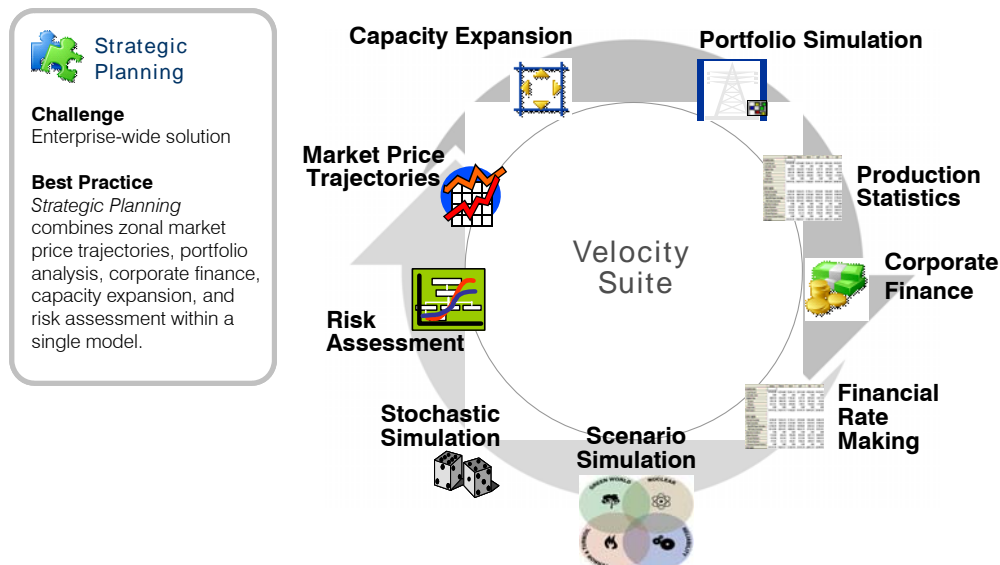 Strategic
Planning
Challenge
Enterprise-wide solution
Best Practice
Strategic Planning
combines zonal market
price trajectories, portfolio
analysis, corporate finance,
capacity expansion, and
risk assessment within a
single model.
Capacity Expansion
Portfolio Simulation
Market Price
Trajectories
Production
Statistics
Velocity
Suite
Corporate
Finance
Risk
Assessment
Financial
Rate
Making
Stochastic
Simulation
Scenario
Simulation
GREEN WORLD
NUCLEAR